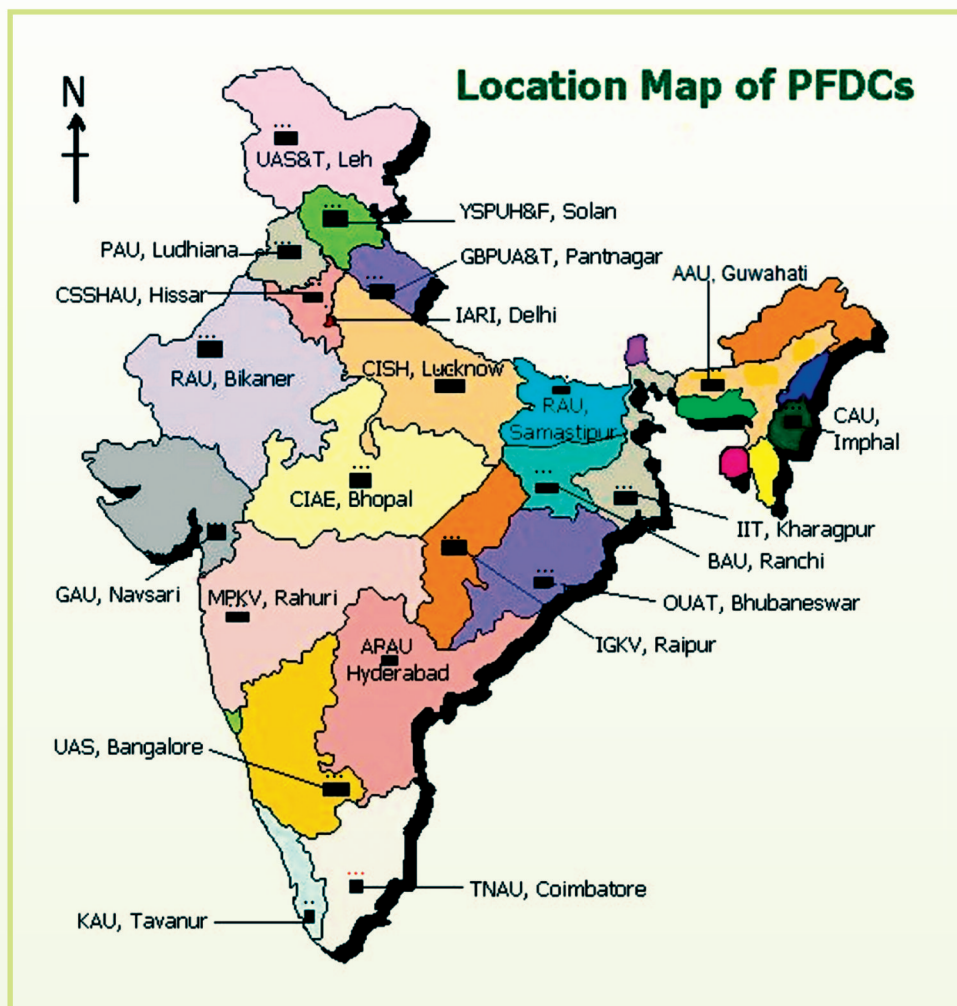 Location Map of PFDCs
N
UAS&T, Leh
YSPUH&F, Solan
PAU, Ludhiana
GBPUA&T, Pantnagar
AAU, Guwahati
CSSHAU, Hissar
IARI, Delhi
RAU, Bikaner
CISH, Lucknow
RAU,
Samastipur
CAU,
Imphal
CIAE, Bhopal
IIT, Kharagpur
BAU, Ranchi
GAU, Navsari
MPKV, Rahuri
OUAT, Bhubaneswar
IGKV, Raipur
APAU
Hyderabad
UAS, Bangalore
TNAU, Coimbatore
KAU, Tavanur